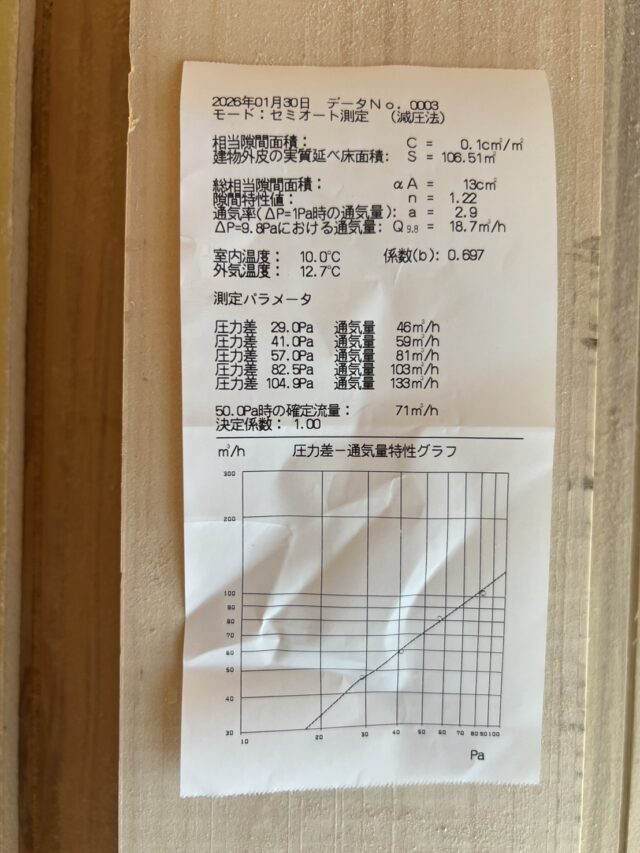 2026年01月30日 データNo. 0003
モード：セミオート測定 （減圧法）
相当隙間面積： C = 0.1c㎡/㎡
建物外皮の実質延べ床面積： S = 106.51㎡
総相当隙間面積： αA = 13c㎡
隙間特性値： n = 1.22
通気率(ΔP=1Pa時の通気量)： a = 2.9
ΔP=9.8Paにおける通気量： Q9.8 = 18.7㎥/h
室内温度： 10.0℃ 係数(b)： 0.697
外気温度： 12.7℃
測定パラメータ
圧力差 29.0Pa 通気量 46㎥/h
圧力差 41.0Pa 通気量 59㎥/h
圧力差 57.0Pa 通気量 81㎥/h
圧力差 82.5Pa 通気量 103㎥/h
圧力差 104.9Pa 通気量 133㎥/h
50.0Pa時の確定流量： 71㎥/h
決定係数： 1.00
㎥/h 圧力差－通気量特性グラフ
300
200
100
90
80
70
60
50
40
30
10 20 30 40 50 60 70 80 90 100
Pa